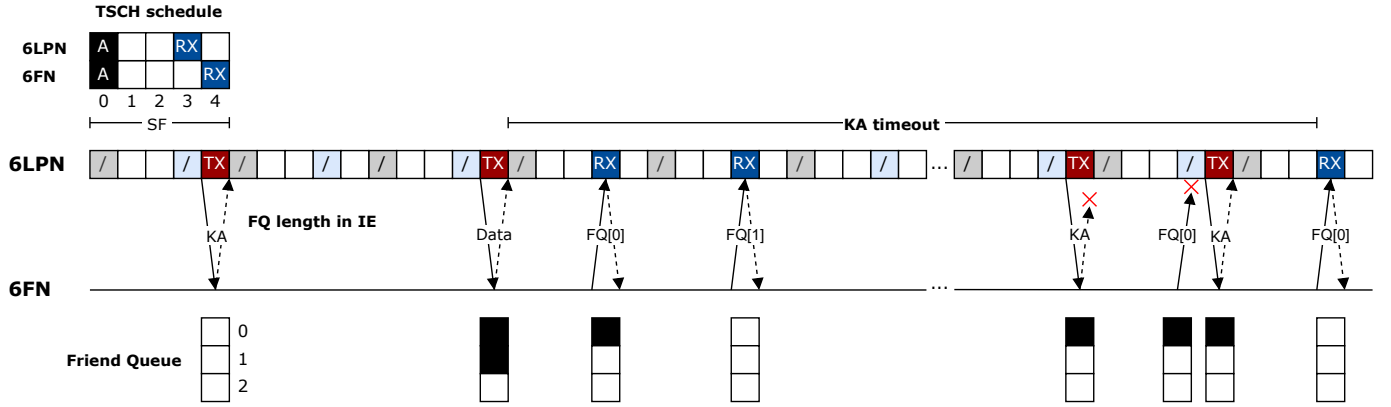 TSCH schedule
6LPN A RX
6FN A RX
0 1 2 3 4
SF
KA timeout
6LPN / / TX / / / / TX / RX / RX / / ... / / TX / / TX / RX
FQ length in IE
KA Data FQ[0] FQ[1] KA FQ[0] KA FQ[0]
6FN ...
Friend Queue
0
1
2